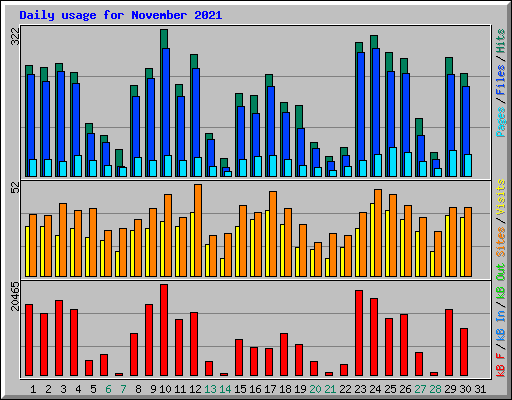 Daily usage for November 2021
322
Pages / Files / Hits
52
Sites / Visits
20465
kB F / kB In / kB Out
1 2 3 4 5 6 7 8 9 10 11 12 13 14 15 16 17 18 19 20 21 22 23 24 25 26 27 28 29 30 31